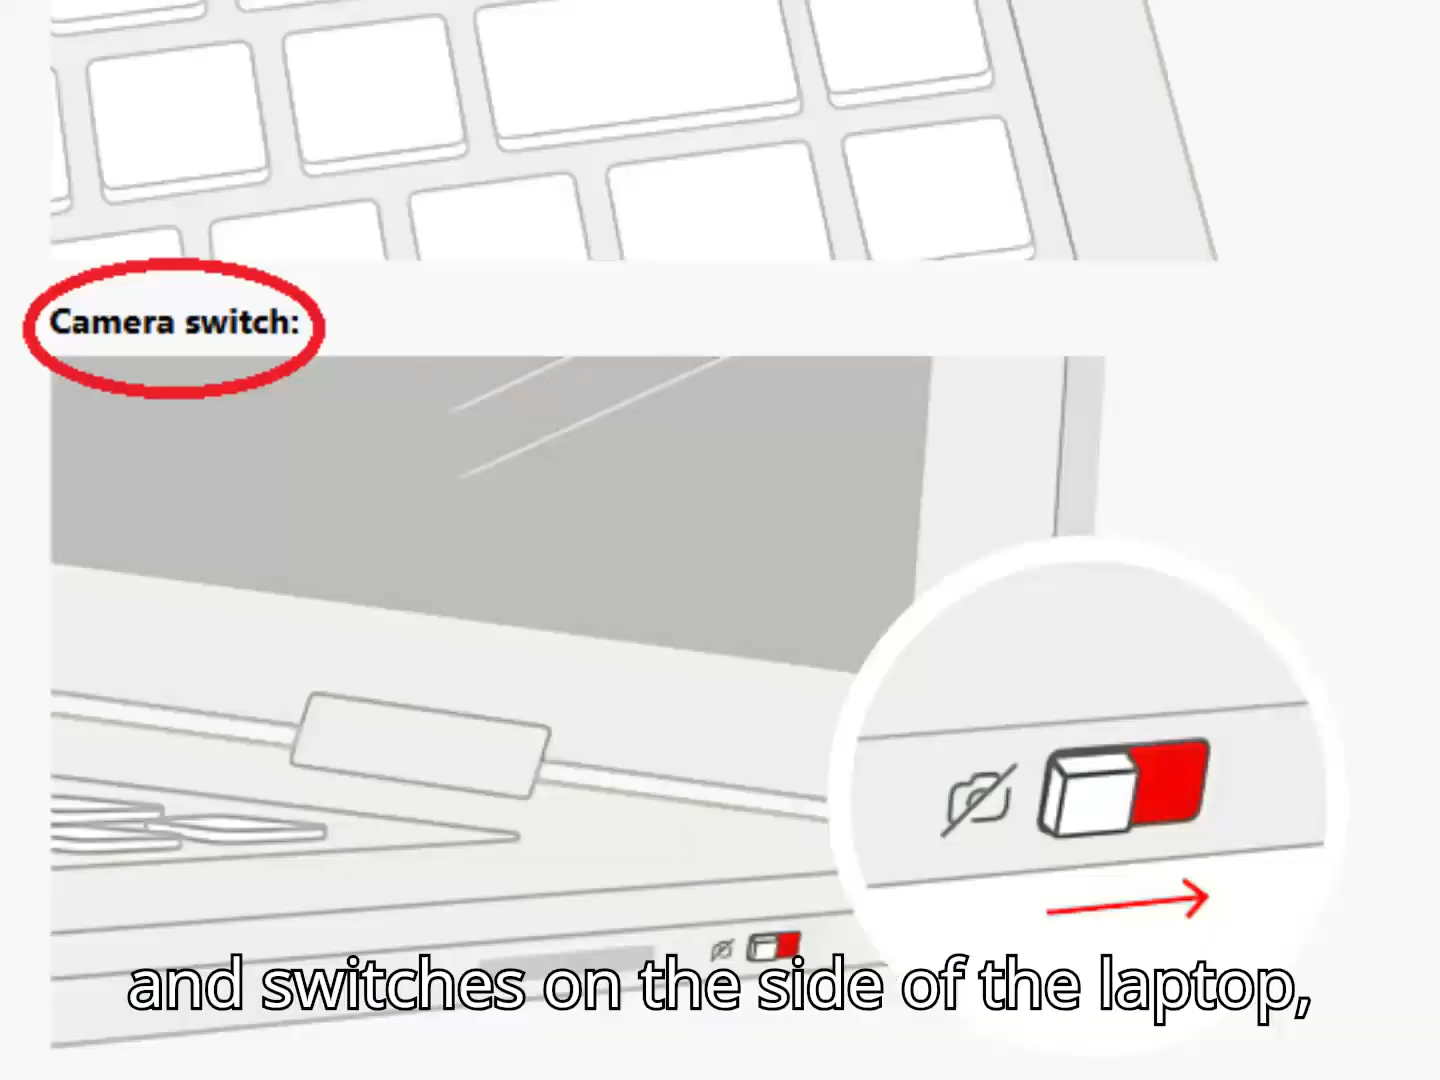 Camera switch:
and switches on the side of the laptop,